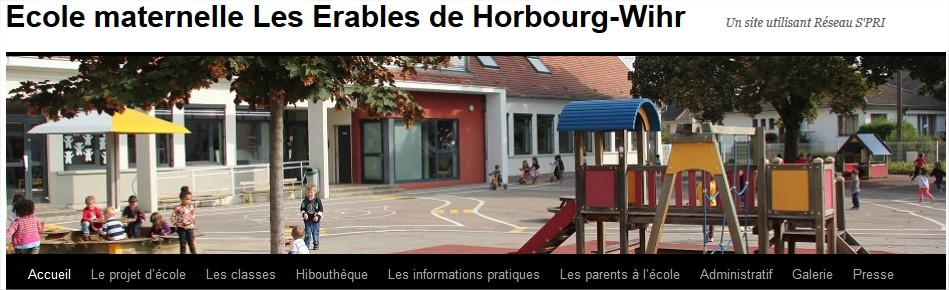 Ecole maternelle Les Erables de Horbourg-Wihr
Un site utilisant Réseau S'PRI
Accueil Le projet d'école Les classes Hibouthèque Les informations pratiques Les parents à l'école Administratif Galerie Presse